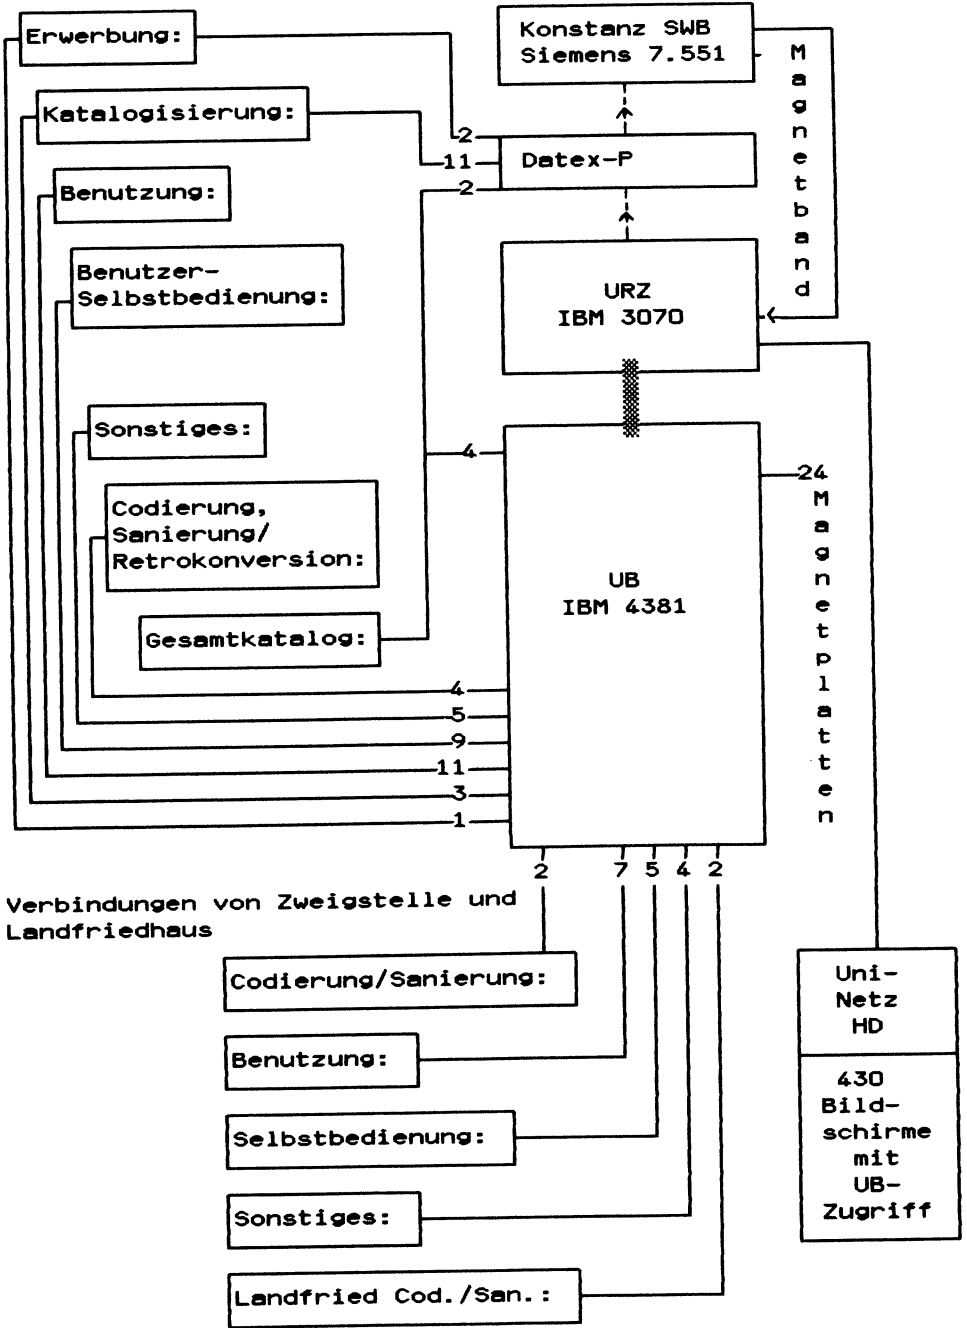 Erwerbung:
Konstanz SWB
Siemens 7.551
Magnetband
Katalogisierung:
2
11
Datex-P
2
Benutzung:
Benutzer-
Selbstbedienung:
URZ
IBM 3070
Sonstiges:
4
24
Magnetplatten
Codierung,
Sanierung/
Retrokonversion:
UB
IBM 4381
Gesamtkatalog:
4
5
9
11
3
1
2 7 5 4 2
Verbindungen von Zweigstelle und
Landfriedhaus
Codierung/Sanierung:
Benutzung:
Selbstbedienung:
Sonstiges:
Landfried Cod./San.:
Uni-
Netz
HD
430
Bild-
schirme
mit
UB-
Zugriff